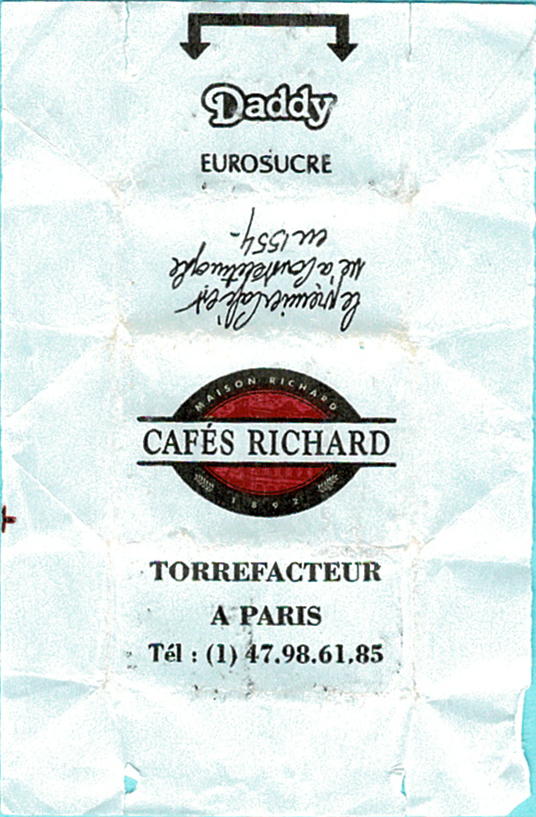 Daddy
EUROSUCRE
le premier Café est
né à Constantinople
en 1554-
MAISON RICHARD
CAFÉS RICHARD
1892
TORREFACTEUR
A PARIS
Tél : (1) 47.98.61.85